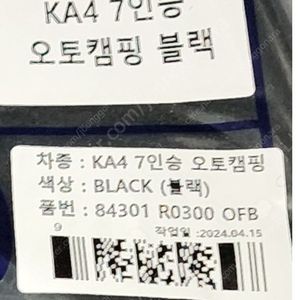 KA4 7인승
오토캠핑 블랙
차종 : KA4 7인승 오토캠핑
색상 : BLACK (블랙)
품번 : 84301 R0300 OFB
9
작업일 :2024.04.15